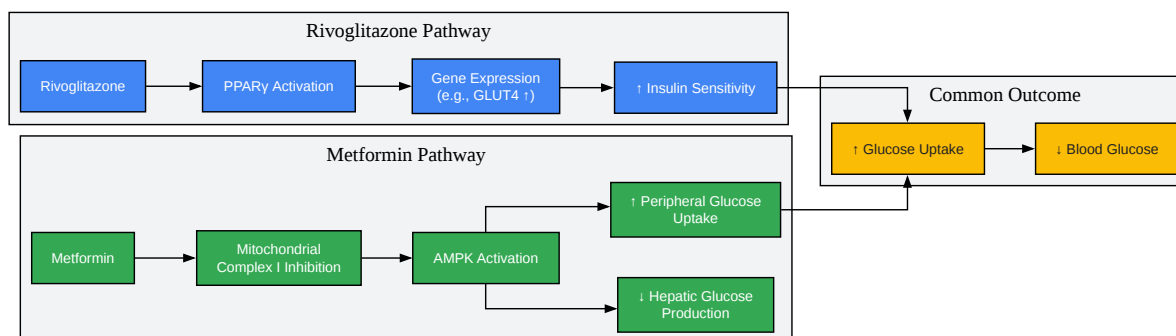 Rivoglitazone Pathway
Rivoglitazone
PPARγ Activation
Gene Expression
(e.g., GLUT4 ↑)
↑ Insulin Sensitivity
Common Outcome
↑ Glucose Uptake
↓ Blood Glucose
Metformin Pathway
Metformin
Mitochondrial
Complex I Inhibition
AMPK Activation
↑ Peripheral Glucose
Uptake
↓ Hepatic Glucose
Production